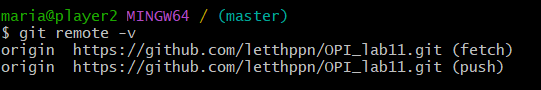 maria@player2 MINGW64 / (master)
$ git remote -v
origin  https://github.com/letthppn/OPI_lab11.git (fetch)
origin  https://github.com/letthppn/OPI_lab11.git (push)